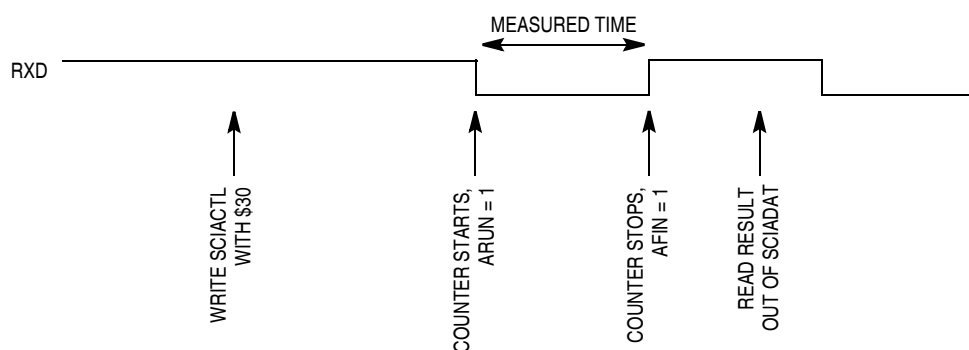 MEASURED TIME
RXD
WRITE SCIACTL
WITH $30
COUNTER STARTS,
ARUN = 1
COUNTER STOPS,
AFIN = 1
READ RESULT
OUT OF SCIADAT